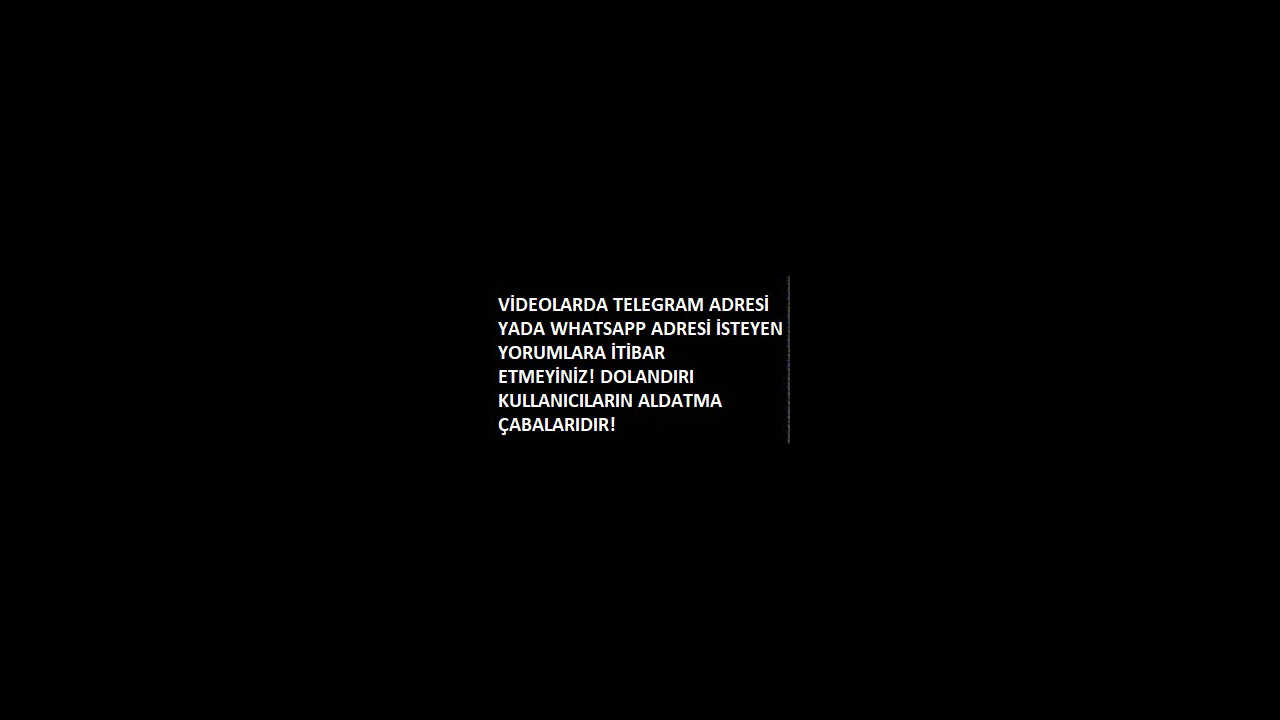 VİDEOLARDA TELEGRAM ADRESİ
YADA WHATSAPP ADRESİ İSTEYEN
YORUMLARA İTİBAR
ETMEYİNİZ! DOLANDIRI
KULLANICILARIN ALDATMA
ÇABALARIDIR!